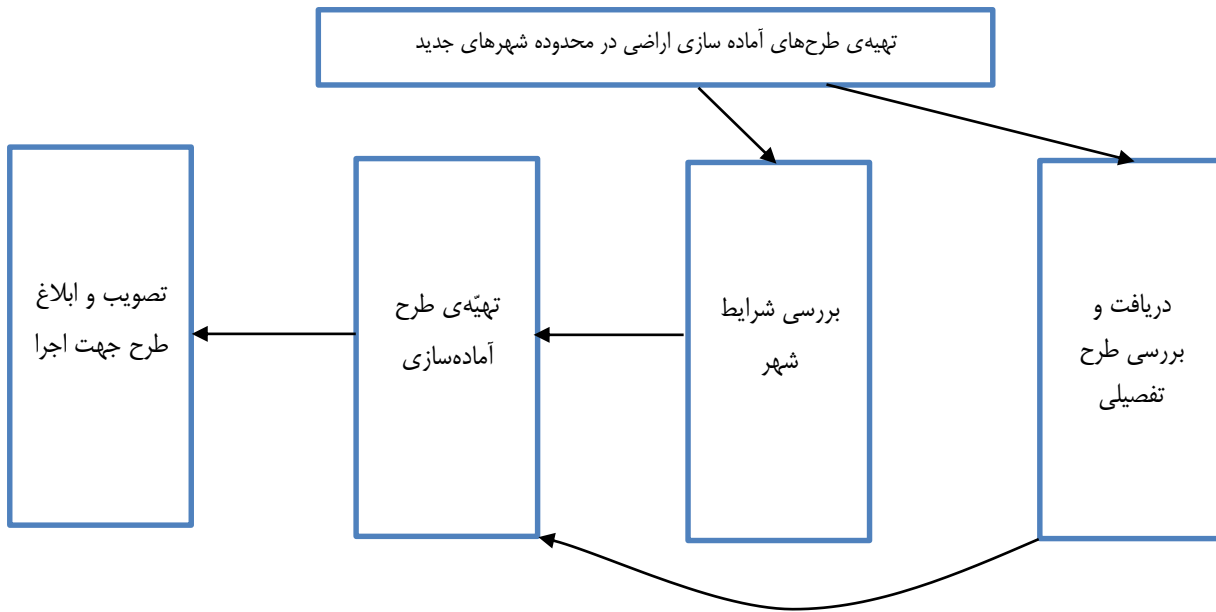 تهیه‌ی طرح‌های آماده سازی اراضی در محدوده شهرهای جدید
دریافت و
بررسی طرح
تفصیلی
بررسی شرایط
شهر
تهیّه‌ی طرح
آماده‌سازی
تصویب و ابلاغ
طرح جهت اجرا